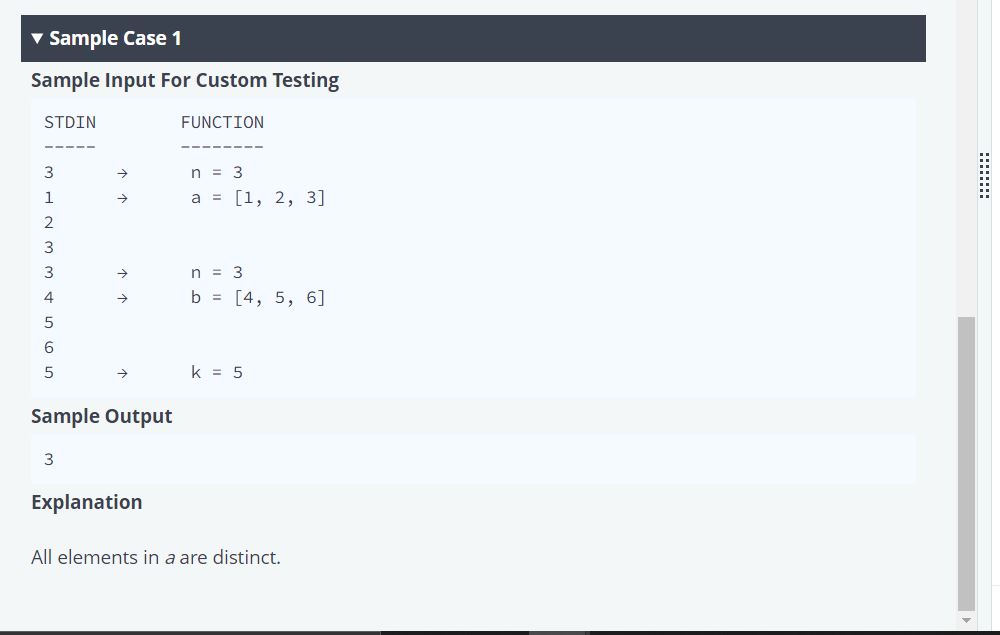 ▼ Sample Case 1
Sample Input For Custom Testing
STDIN FUNCTION
----- --------
3 → n = 3
1 → a = [1, 2, 3]
2
3
3 → n = 3
4 → b = [4, 5, 6]
5
6
5 → k = 5
Sample Output
3
Explanation
All elements in a are distinct.